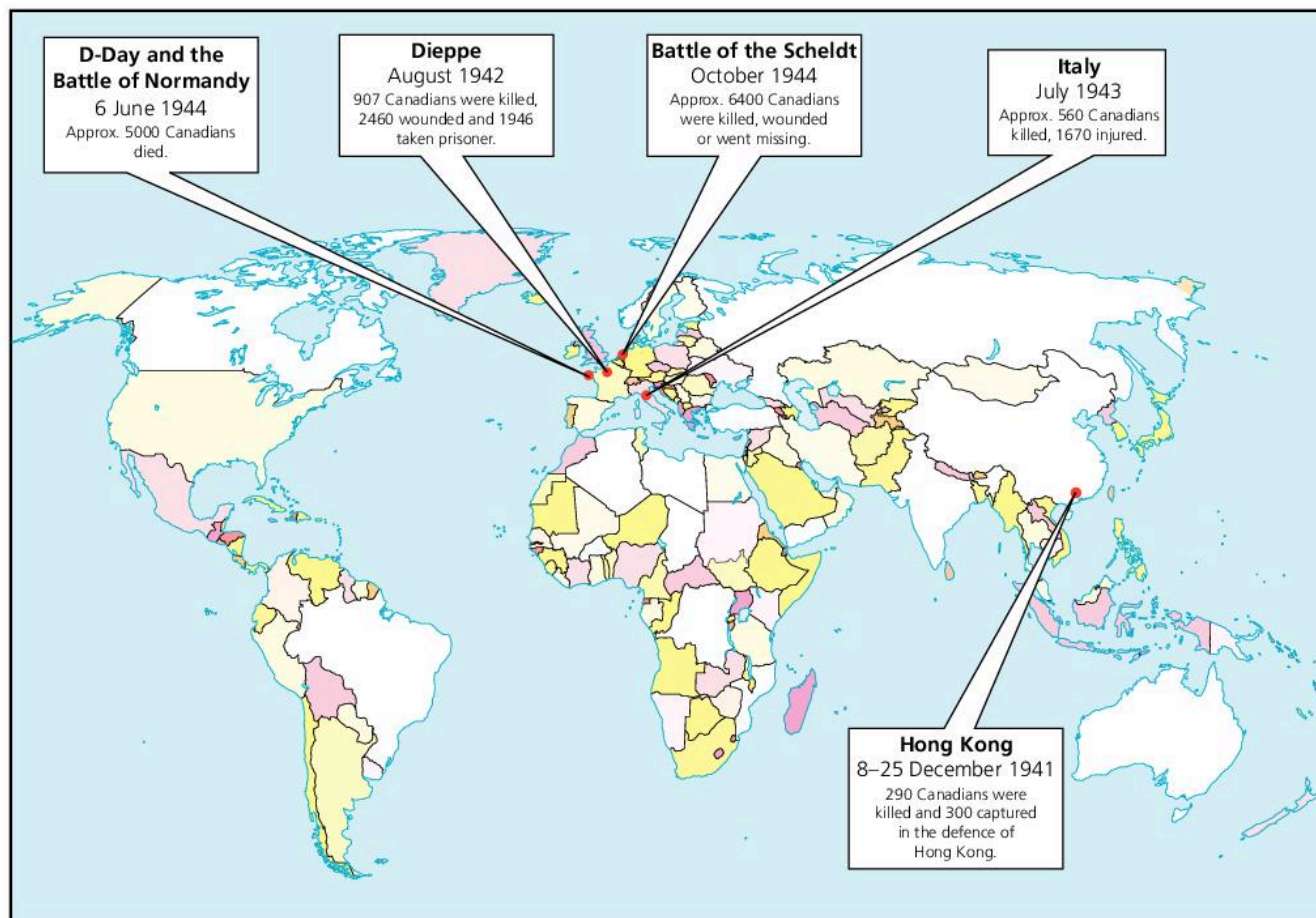 D-Day and the
Battle of Normandy
6 June 1944
Approx. 5000 Canadians
died.
Dieppe
August 1942
907 Canadians were killed,
2460 wounded and 1946
taken prisoner.
Battle of the Scheldt
October 1944
Approx. 6400 Canadians
were killed, wounded
or went missing.
Italy
July 1943
Approx. 560 Canadians
killed, 1670 injured.
Hong Kong
8–25 December 1941
290 Canadians were
killed and 300 captured
in the defence of
Hong Kong.